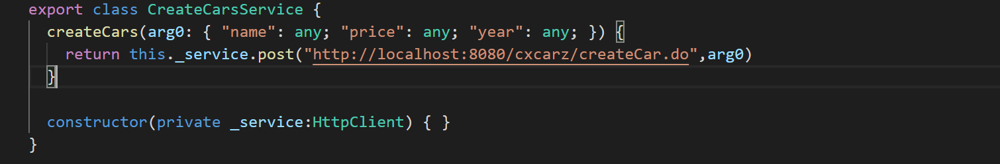 export class CreateCarsService {
createCars(arg0: { "name": any; "price": any; "year": any; }) {
return this._service.post("http://localhost:8080/cxcarz/createCar.do",arg0)
}
constructor(private _service:HttpClient) { }
}